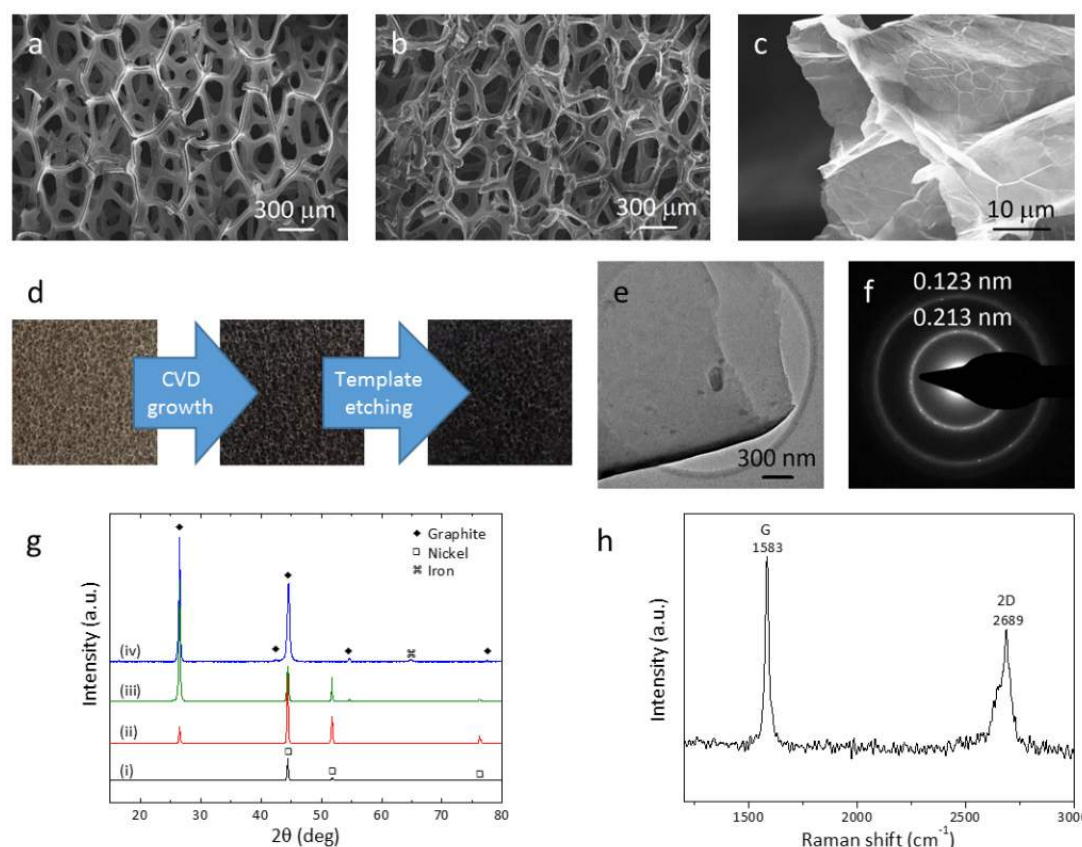 a
300 μm
b
300 μm
c
10 μm
d
CVD
growth
Template
etching
e
300 nm
f
0.123 nm
0.213 nm
g
Graphite
Nickel
Iron
(iv)
(iii)
(ii)
(i)
Intensity (a.u.)
20 30 40 50 60 70 80
2θ (deg)
h
G
1583
2D
2689
Intensity (a.u.)
1500 2000 2500 3000
Raman shift (cm⁻¹)